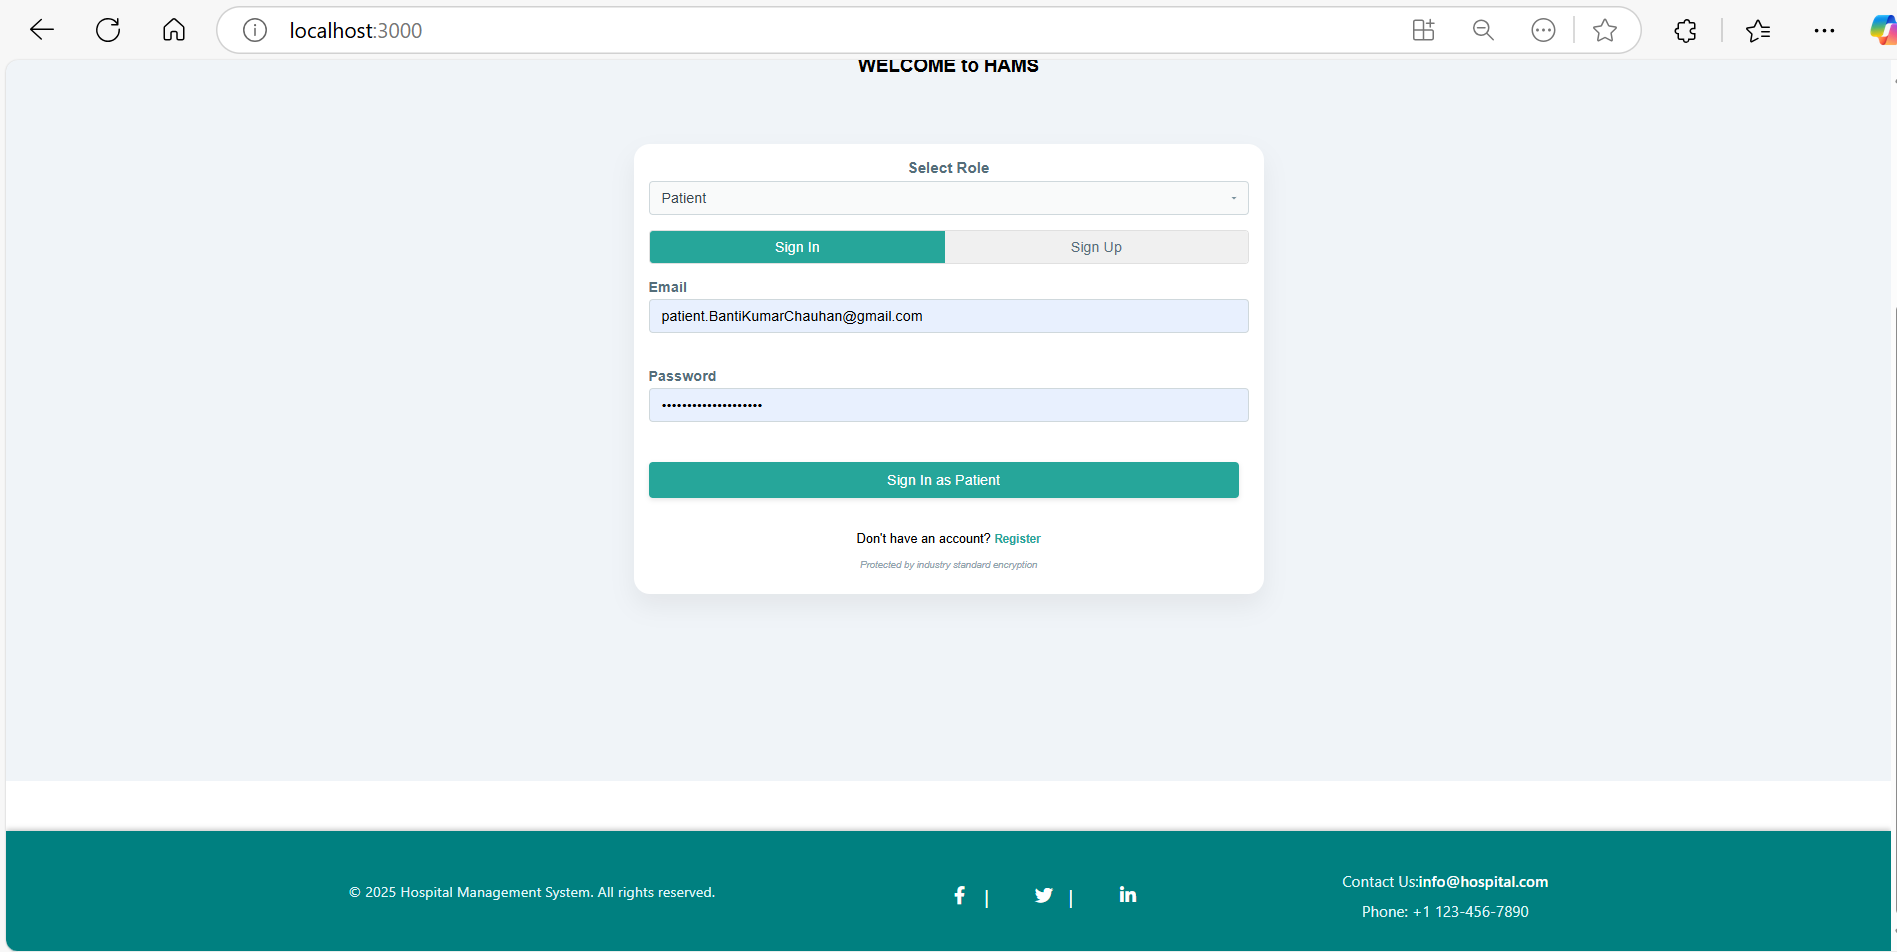 localhost:3000
WELCOME to HAMS
Select Role
Patient
Sign In
Sign Up
Email
patient.BantiKumarChauhan@gmail.com
Password
••••••••••••••••••••
Sign In as Patient
Don't have an account? Register
Protected by industry standard encryption
© 2025 Hospital Management System. All rights reserved.
| |
Contact Us:info@hospital.com
Phone: +1 123-456-7890